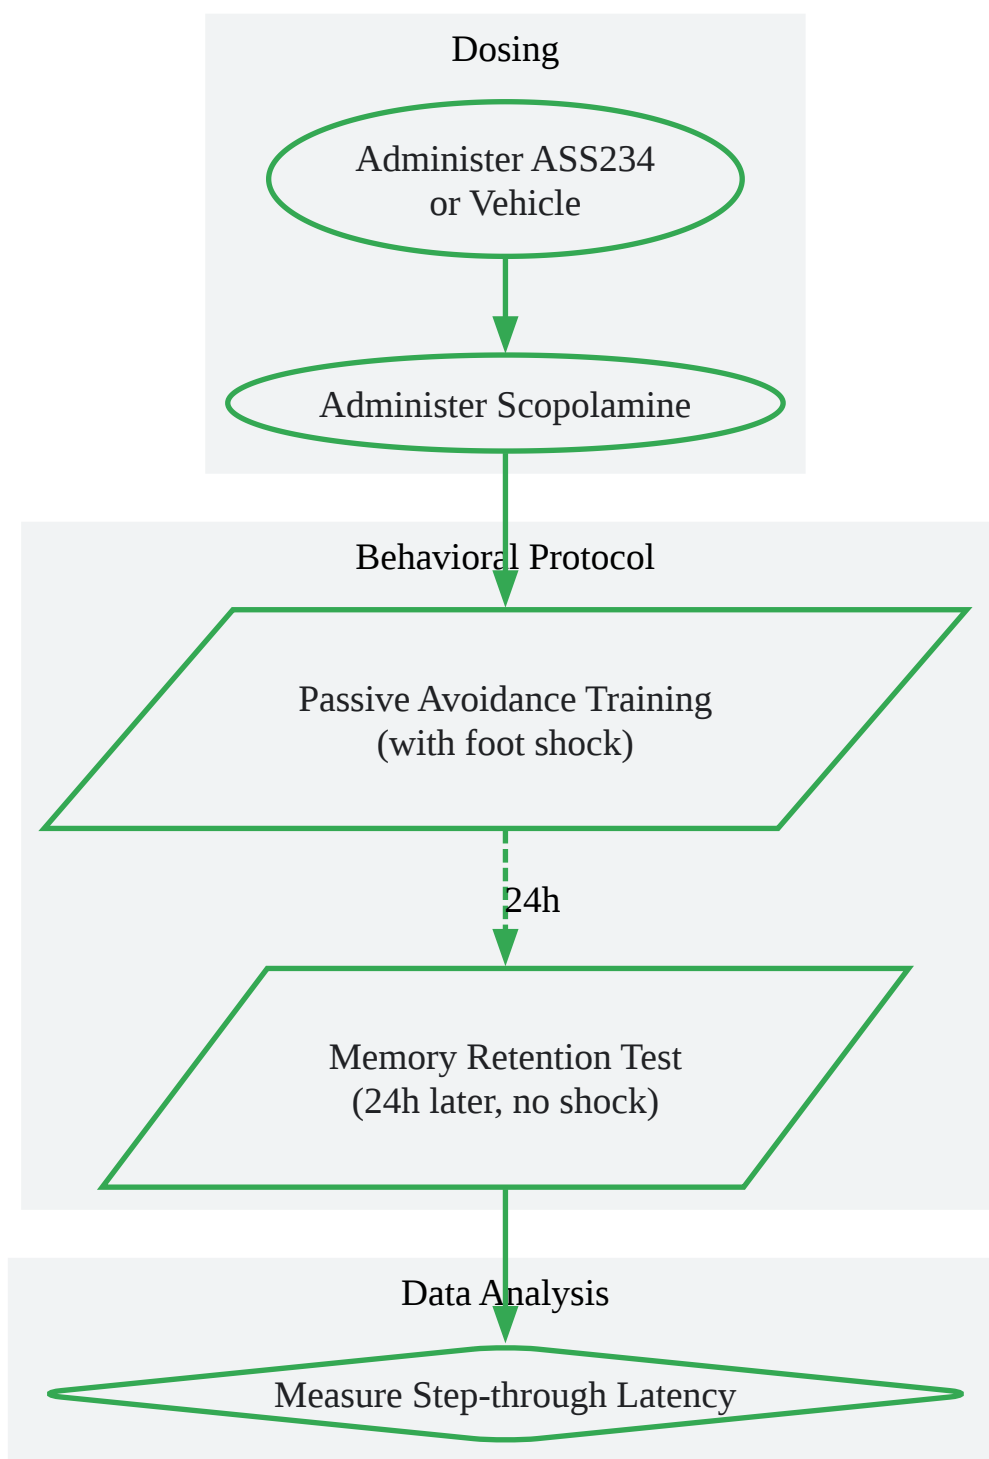 Dosing
Administer ASS234
or Vehicle
Administer Scopolamine
Behavioral Protocol
Passive Avoidance Training
(with foot shock)
24h
Memory Retention Test
(24h later, no shock)
Data Analysis
Measure Step-through Latency